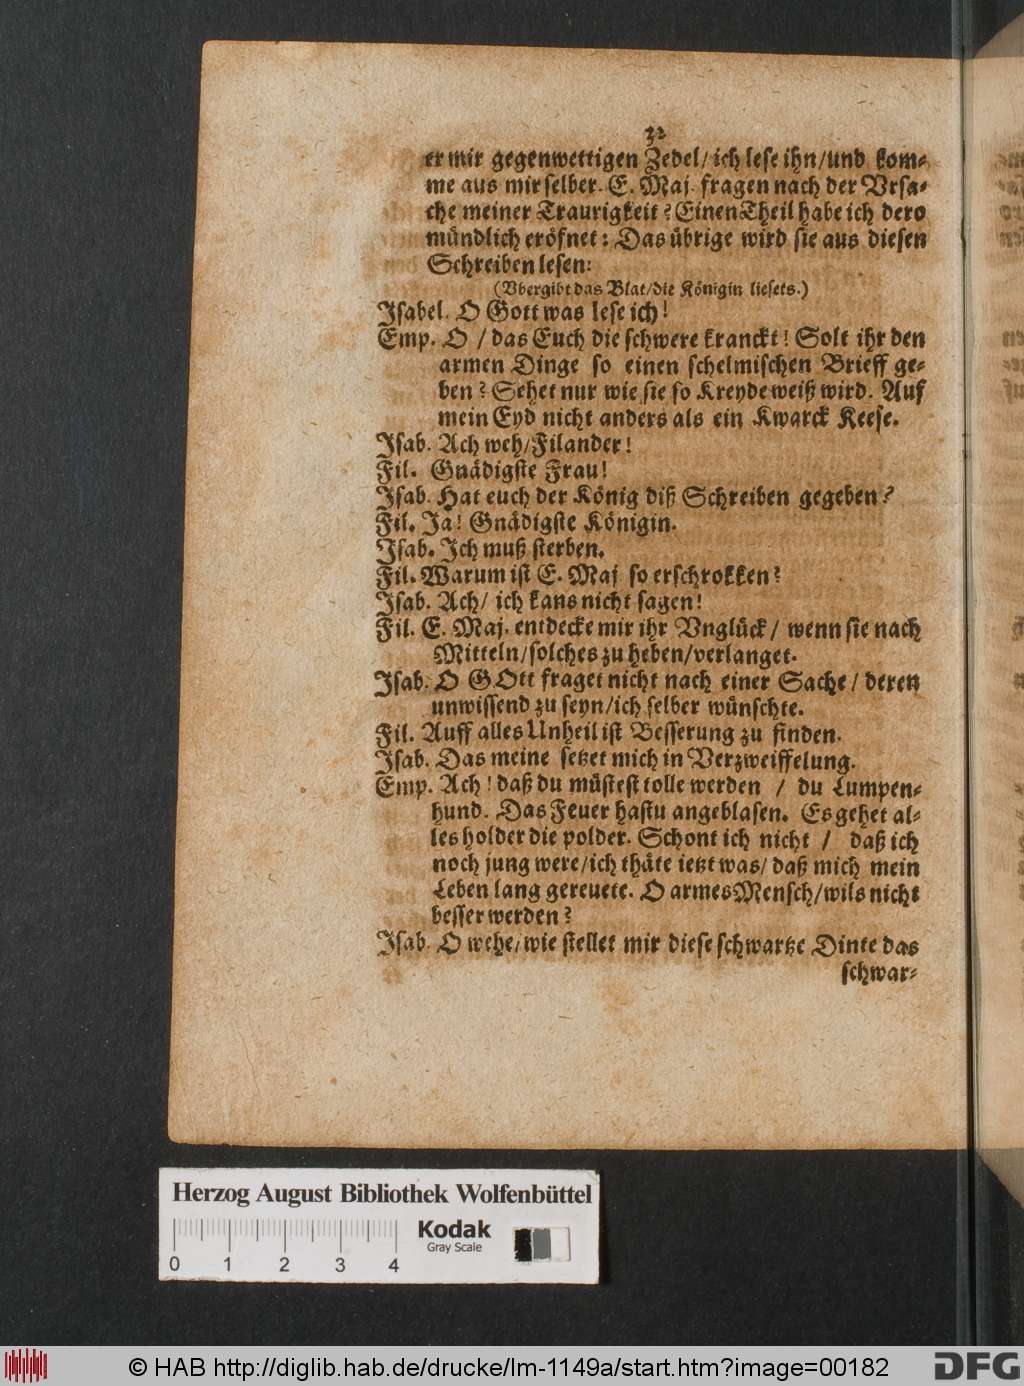 32
er mir gegenwettigen Zedel/ ich lese ihn/und kom-
me aus mir selber. E. Maj. fragen nach der Vrsa-
che meiner Traurigkeit? Einen Theil habe ich dero
mündlich eröfnet: Das übrige wird sie aus diesen
Schreiben lesen:
(Vbergibt das Blat/die Königin liesets.)
Isabel. O Gott was lese ich!
Emp. O / das Euch die schwere kranckt! Solt ihr den
armen Dinge so einen schelmischen Brieff ge-
ben? Sehet nur wie sie so Kreyde weiß wird. Auf
mein Eyd nicht anders als ein Kwarck Keese.
Isab. Ach weh/Filander!
Fil. Gnädigste Frau!
Isab. Hat euch der König diß Schreiben gegeben?
Fil. Ja! Gnädigste Königin.
Isab. Ich muß sterben.
Fil. Warum ist E. Maj so erschrokken?
Isab. Ach/ ich kans nicht sagen!
Fil. E. Maj. entdecke mir ihr Vnglück/ wenn sie nach
Mitteln/solches zu heben/verlanget.
Isab. O GOtt fraget nicht nach einer Sache/ deren
unwissend zu seyn/ich selber wünschte.
Fil. Auff alles Unheil ist Besserung zu finden.
Isab. Das meine setzet mich in Verzweiffelung.
Emp. Ach! daß du müstest tolle werden / du Lumpen-
hund. Das Feuer hastu angeblasen. Es gehet al-
les holder die polder. Schont ich nicht / daß ich
noch jung were/ich thäte ietzt was/ daß mich mein
Leben lang gereuete. O armes Mensch/wils nicht
besser werden?
Isab. O wehe/wie stellet mir diese schwartze Dinte das
schwar-
Herzog August Bibliothek Wolfenbüttel
Kodak
Gray Scale
0 1 2 3 4
© HAB http://diglib.hab.de/drucke/lm-1149a/start.htm?image=00182
DFG